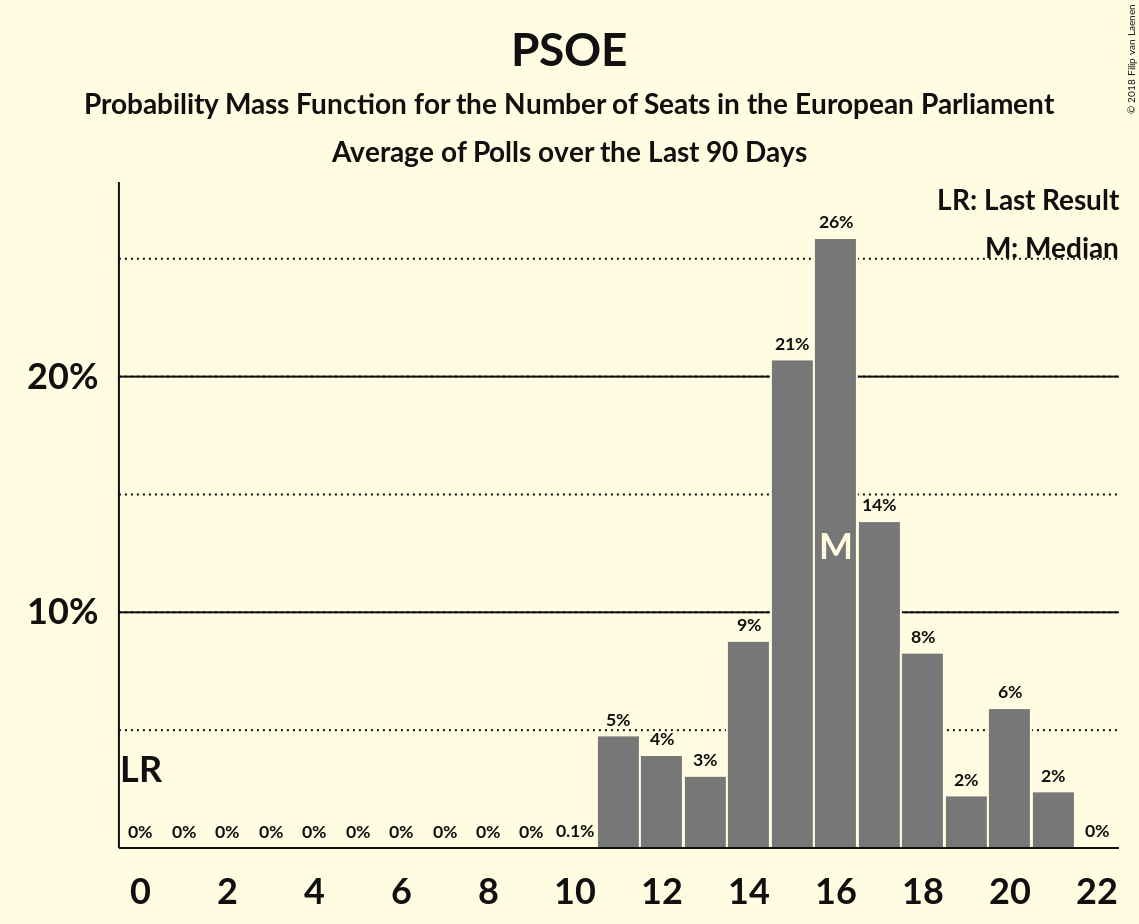 PSOE
Probability Mass Function for the Number of Seats in the European Parliament
Average of Polls over the Last 90 Days
© 2018 Filip van Laenen
LR: Last Result
M: Median
26%
21%
20%
14%
M
10%
9%
8%
6%
5%
4%
3%
2%
2%
LR
0% 0% 0% 0% 0% 0% 0% 0% 0% 0% 0.1% 0%
0 2 4 6 8 10 12 14 16 18 20 22